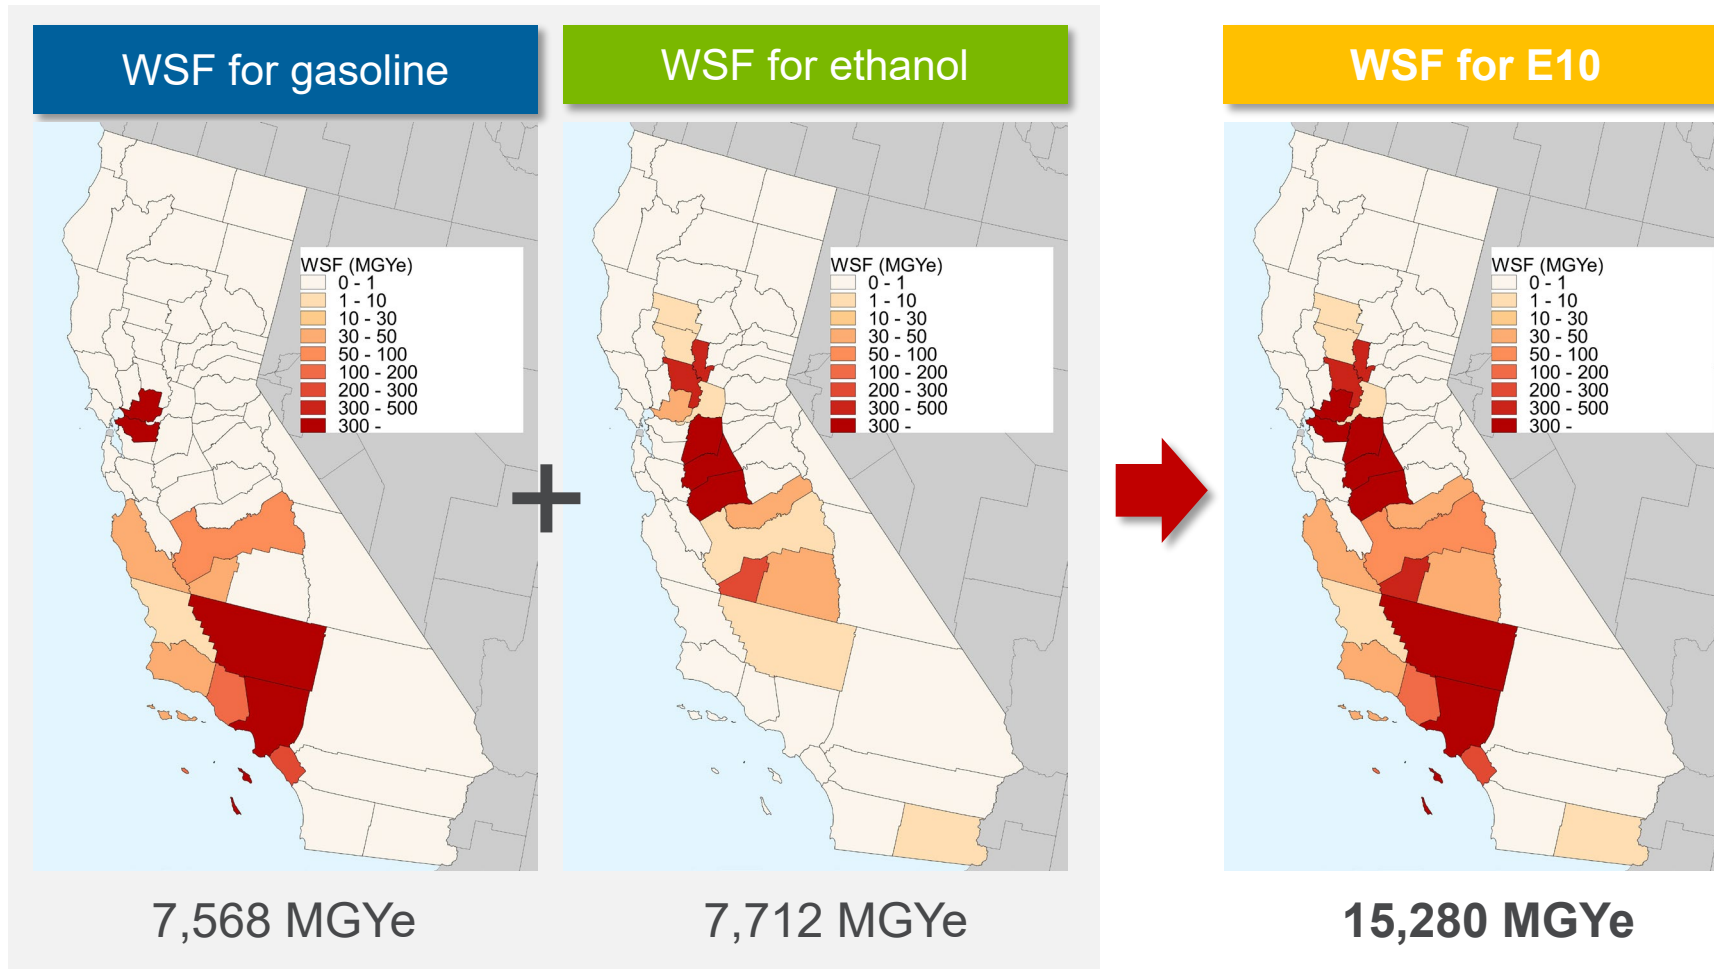 WSF for gasoline
WSF (MGYe)
0 - 1
1 - 10
10 - 30
30 - 50
50 - 100
100 - 200
200 - 300
300 - 500
300 -
7,568 MGYe
+
WSF for ethanol
WSF (MGYe)
0 - 1
1 - 10
10 - 30
30 - 50
50 - 100
100 - 200
200 - 300
300 - 500
300 -
7,712 MGYe
WSF for E10
WSF (MGYe)
0 - 1
1 - 10
10 - 30
30 - 50
50 - 100
100 - 200
200 - 300
300 - 500
300 -
15,280 MGYe